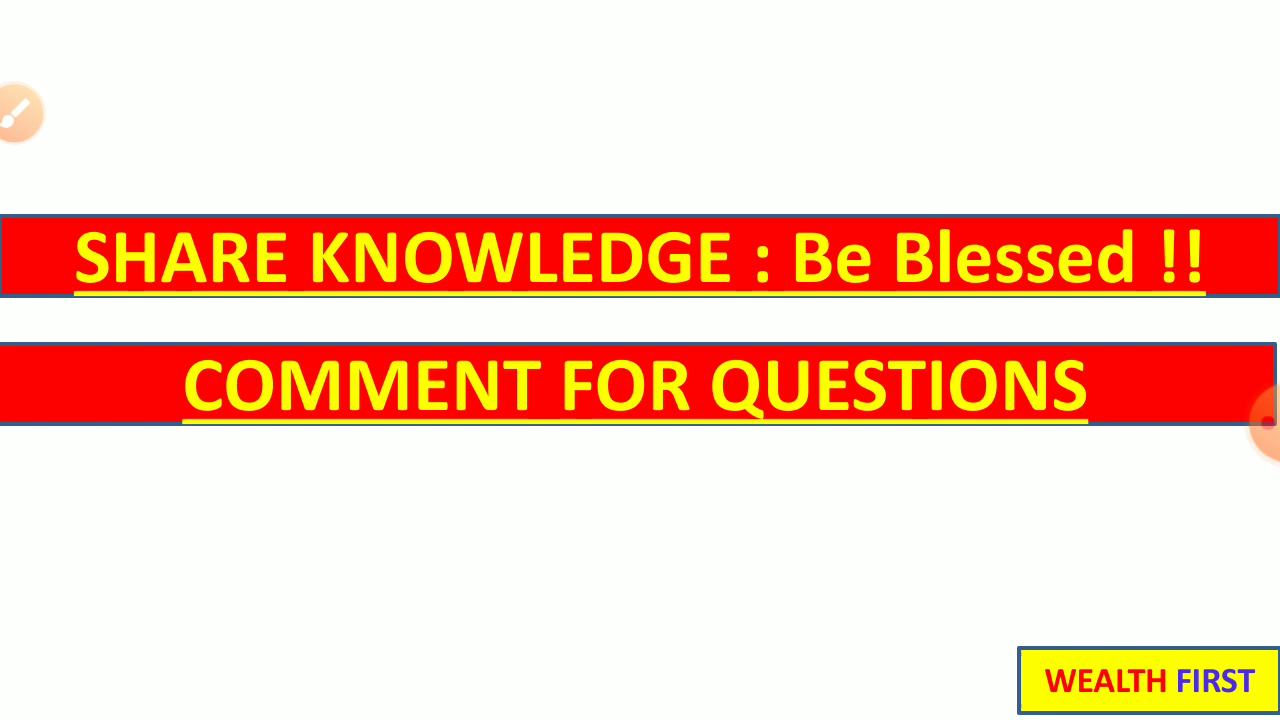 SHARE KNOWLEDGE : Be Blessed !!
COMMENT FOR QUESTIONS
WEALTH FIRST